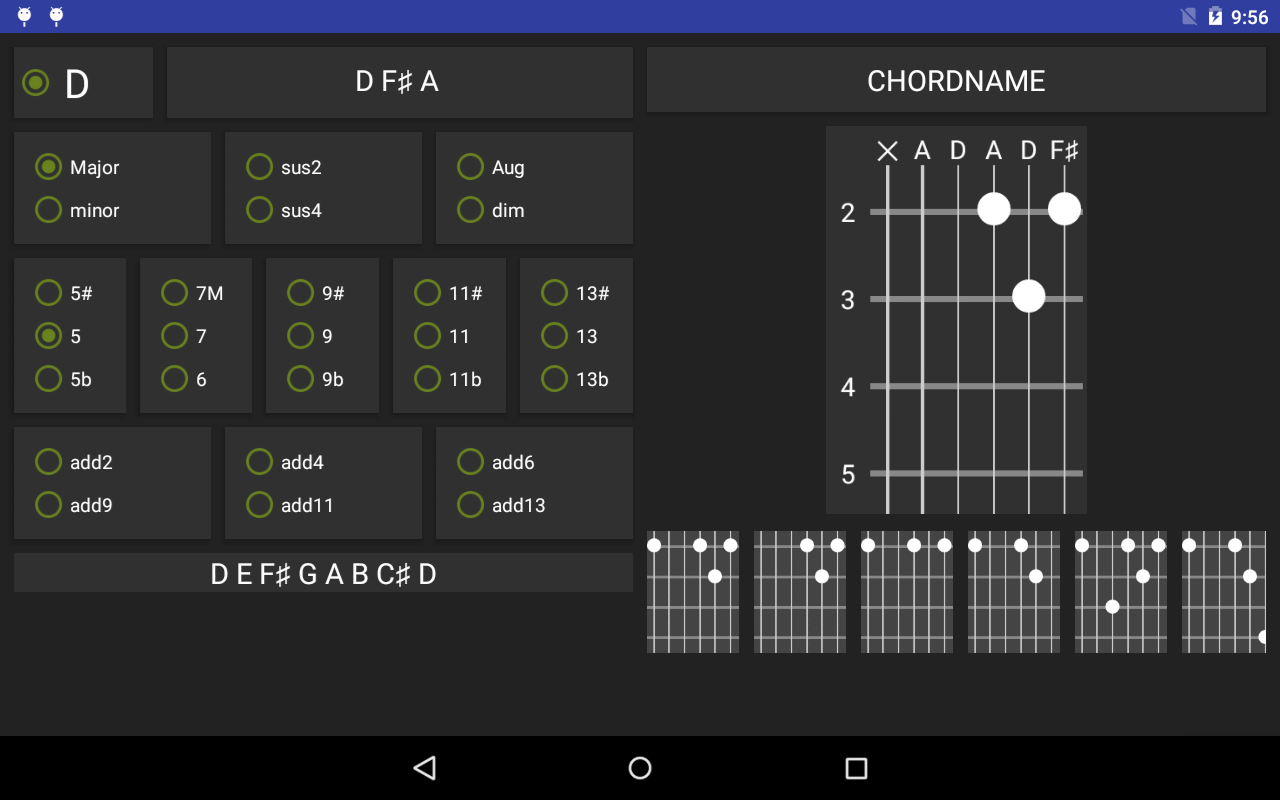 9:56
D
D F♯ A
CHORDNAME
Major
minor
sus2
sus4
Aug
dim
5#
5
5b
7M
7
6
9#
9
9b
11#
11
11b
13#
13
13b
add2
add9
add4
add11
add6
add13
D E F♯ G A B C♯ D
X A D A D F♯
2
3
4
5